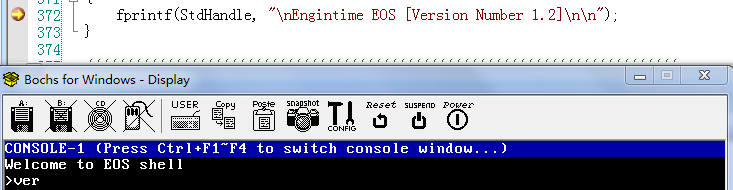 371 {
372 fprintf(StdHandle, "\nEngintime EOS [Version Number 1.2]\n\n");
373 }
374
Bochs for Windows - Display
A: B: CD USER Copy Paste snapshot CONFIG Reset SUSPEND Power
CONSOLE-1 (Press Ctrl+F1~F4 to switch console window...)
Welcome to EOS shell
>ver